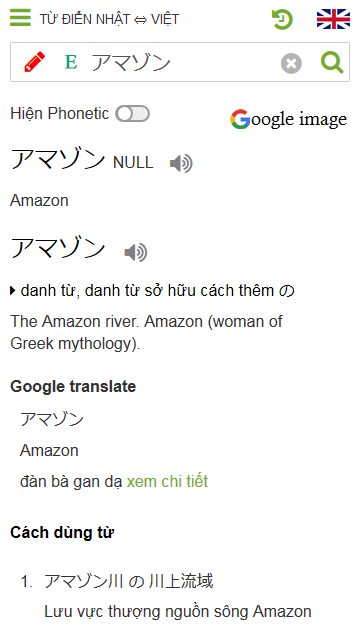 TỪ ĐIỂN NHẬT ⇔ VIỆT
E アマゾン
Hiện Phonetic
Google image
アマゾン NULL
Amazon
アマゾン
danh từ, danh từ sở hữu cách thêm の
The Amazon river. Amazon (woman of
Greek mythology).
Google translate
アマゾン
Amazon
đàn bà gan dạ xem chi tiết
Cách dùng từ
1. アマゾン川 の 川上流域
Lưu vực thượng nguồn sông Amazon